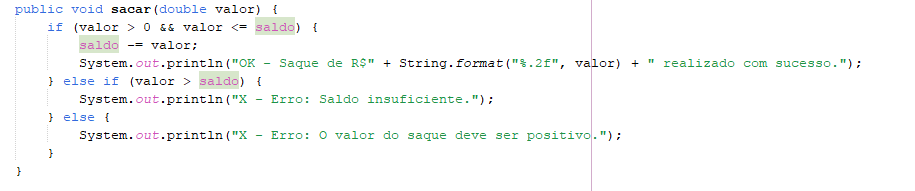 public void sacar(double valor) {
    if (valor > 0 && valor <= saldo) {
        saldo -= valor;
        System.out.println("OK - Saque de R$" + String.format("%.2f", valor) + " realizado com sucesso.");
    } else if (valor > saldo) {
        System.out.println("X - Erro: Saldo insuficiente.");
    } else {
        System.out.println("X - Erro: O valor do saque deve ser positivo.");
    }
}